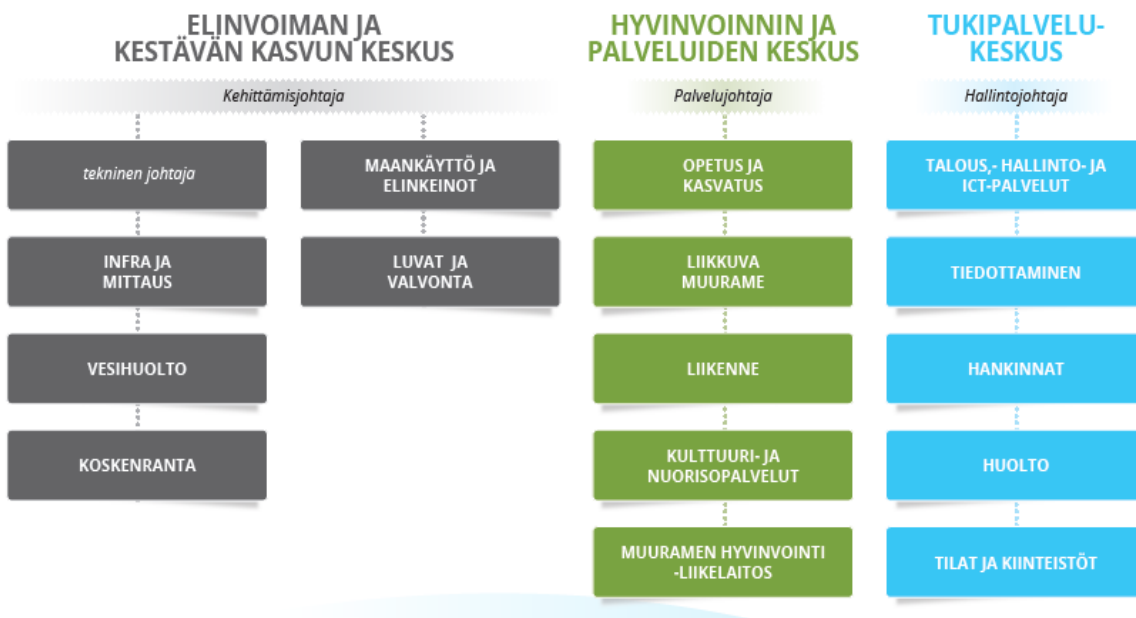 ELINVOIMAN JA
KESTÄVÄN KASVUN KESKUS
Kehittämisjohtaja
tekninen johtaja
INFRA JA
MITTAUS
VESIHUOLTO
KOSKENRANTA
MAANKÄYTTÖ JA
ELINKEINOT
LUVAT JA
VALVONTA
HYVINVOINNIN JA
PALVELUIDEN KESKUS
Palvelujohtaja
OPETUS JA
KASVATUS
LIIKKUVA
MUURAME
LIIKENNE
KULTTUURI- JA
NUORISOPALVELUT
MUURAMEN HYVINVOINTI
-LIIKELAITOS
TUKIPALVELU-
KESKUS
Hallintojohtaja
TALOUS,- HALLINTO- JA
ICT-PALVELUT
TIEDOTTAMINEN
HANKINNAT
HUOLTO
TILAT JA KIINTEISTÖT